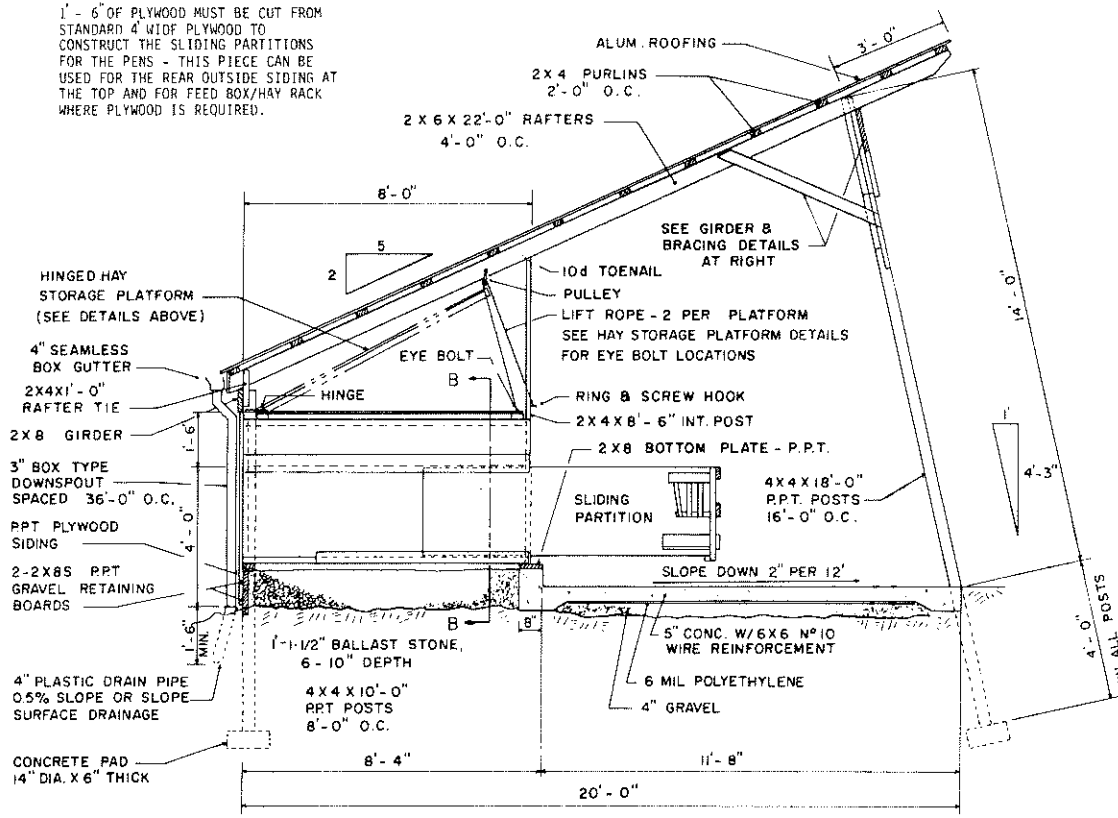 1' - 6" OF PLYWOOD MUST BE CUT FROM
STANDARD 4' WIDE PLYWOOD TO
CONSTRUCT THE SLIDING PARTITIONS
FOR THE PENS - THIS PIECE CAN BE
USED FOR THE REAR OUTSIDE SIDING AT
THE TOP AND FOR FEED BOX/HAY RACK
WHERE PLYWOOD IS REQUIRED.
3'-0"
ALUM. ROOFING
2 X 4 PURLINS
2'-0" O.C.
2 X 6 X 22'-0" RAFTERS
4'-0" O.C.
8'-0"
5
2
SEE GIRDER &
BRACING DETAILS
AT RIGHT
14'-0"
HINGED HAY
STORAGE PLATFORM
(SEE DETAILS ABOVE)
10d TOENAIL
PULLEY
LIFT ROPE - 2 PER PLATFORM
SEE HAY STORAGE PLATFORM DETAILS
FOR EYE BOLT LOCATIONS
4" SEAMLESS
BOX GUTTER
EYE BOLT
B
HINGE
RING & SCREW HOOK
2X4X1'-0"
RAFTER TIE
2 X 4 X 8'-6" INT. POST
2 X 8 GIRDER
1'-6"
2 X 8 BOTTOM PLATE - P.P.T.
1'
4'-3"
3" BOX TYPE
DOWNSPOUT
SPACED 36'-0" O.C.
4'-0"
SLIDING
PARTITION
4X4X18'-0"
P.P.T. POSTS
16'-0" O.C.
P.P.T PLYWOOD
SIDING
2-2X8S P.P.T
GRAVEL RETAINING
BOARDS
SLOPE DOWN 2" PER 12'
1'-6"
MIN.
B
8"
1"-1-1/2" BALLAST STONE,
6 - 10" DEPTH
5" CONC. W/6X6 Nº 10
WIRE REINFORCEMENT
4'-0"
ALL POSTS
4" PLASTIC DRAIN PIPE
0.5% SLOPE OR SLOPE
SURFACE DRAINAGE
4 X 4 X 10'-0"
P.P.T POSTS
8'-0" O.C.
6 MIL POLYETHYLENE
4" GRAVEL
CONCRETE PAD
14" DIA. X 6" THICK
8'-4"
11'-8"
20'-0"